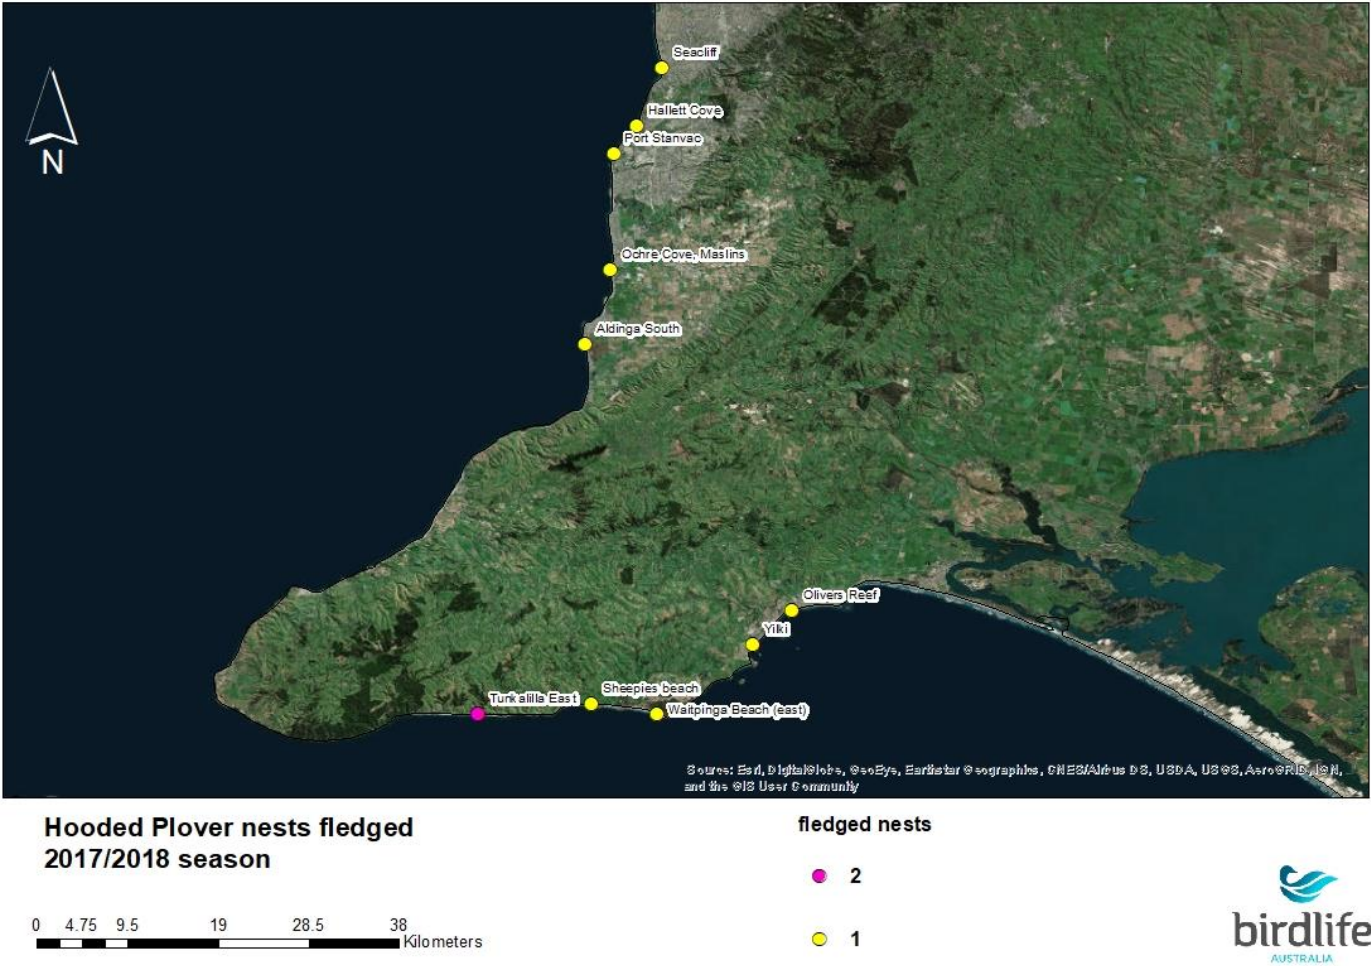 Seacliff
Hallett Cove
Port Stanvac
N
Ochre Cove, Maslins
Aldinga South
Olivers Reef
Yilki
Sheepies beach
Tunkalilla East
Waitpinga Beach (east)
Source: Esri, DigitalGlobe, GeoEye, Earthstar Geographics, CNES/Airbus DS, USDA, USGS, AeroGRID, IGN,
and the GIS User Community
Hooded Plover nests fledged
2017/2018 season
fledged nests
2
1
0 4.75 9.5 19 28.5 38
Kilometers
birdlife
AUSTRALIA